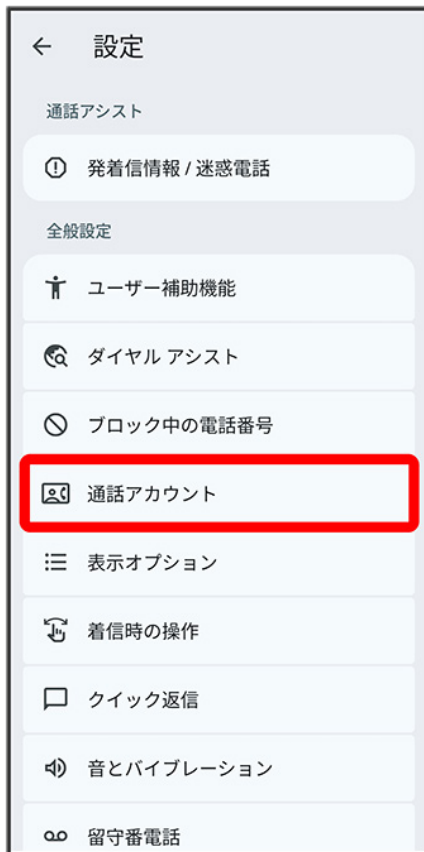 設定
通話アシスト
発着信情報 / 迷惑電話
全般設定
ユーザー補助機能
ダイヤル アシスト
ブロック中の電話番号
通話アカウント
表示オプション
着信時の操作
クイック返信
音とバイブレーション
留守番電話